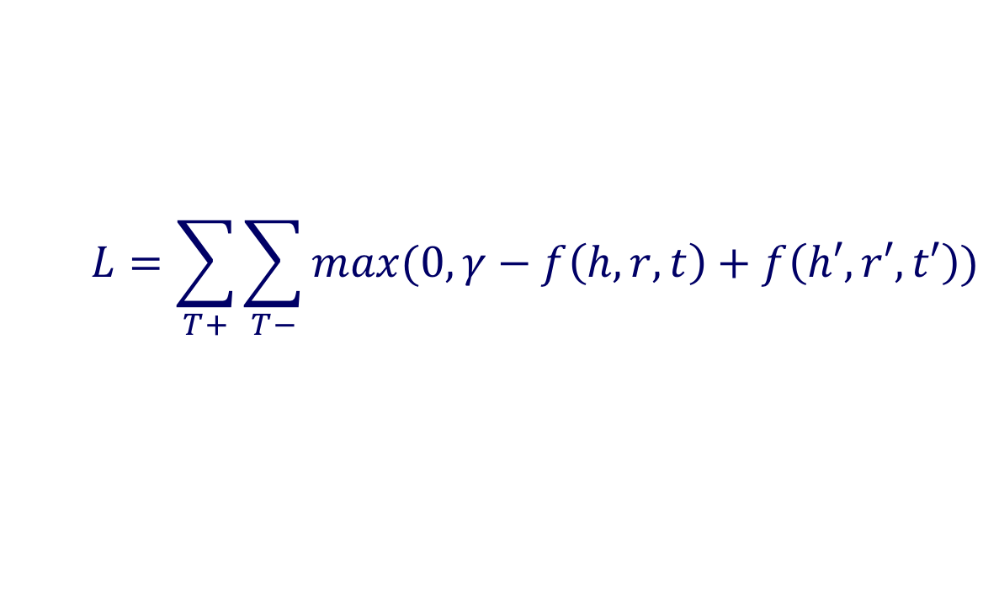 L = ∑ ∑ max(0, γ − f(h, r, t) + f(h′, r′, t′))
T+ T−